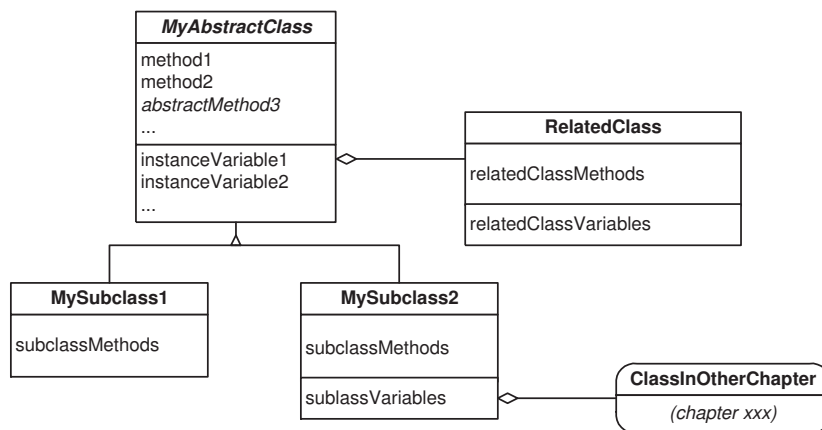 MyAbstractClass
method1
method2
abstractMethod3
...
instanceVariable1
instanceVariable2
...
RelatedClass
relatedClassMethods
relatedClassVariables
MySubclass1
subclassMethods
MySubclass2
subclassMethods
sublassVariables
ClassInOtherChapter
(chapter xxx)